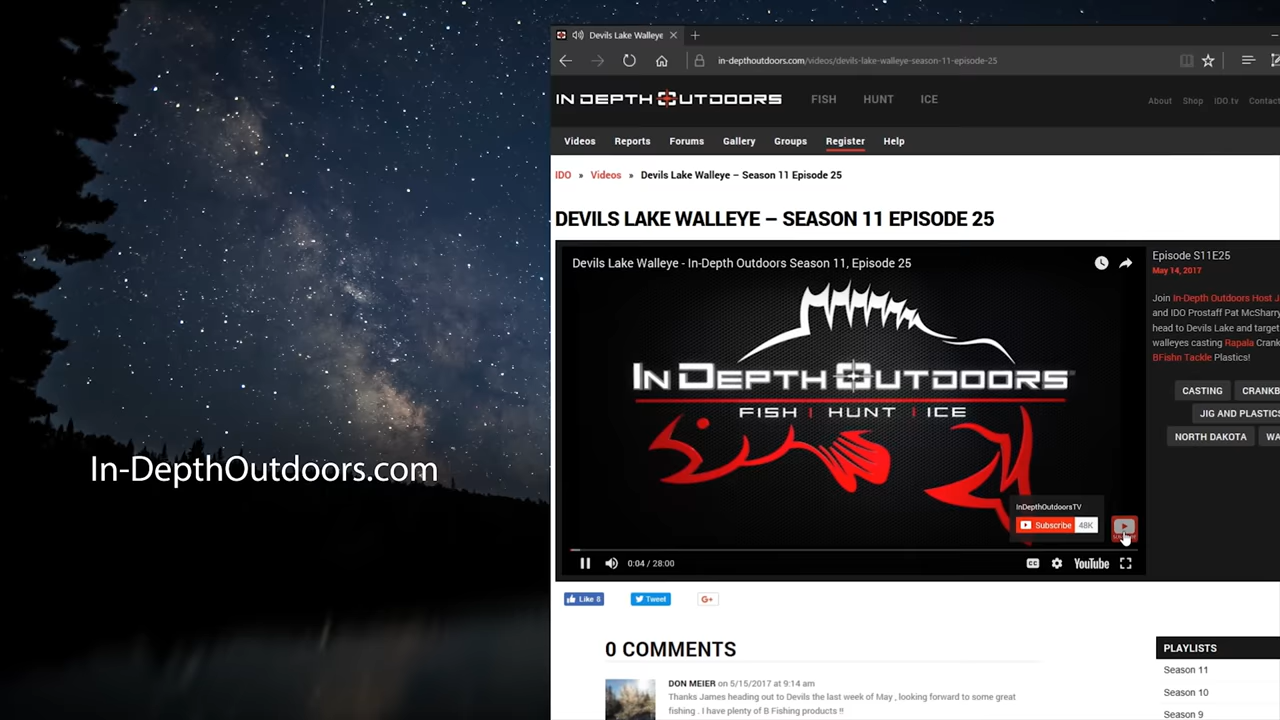 Devils Lake Walleye
in-depthoutdoors.com/videos/devils-lake-walleye-season-11-episode-25
IN DEPTH OUTDOORS FISH HUNT ICE
About Shop IDO.tv Contact
Videos Reports Forums Gallery Groups Register Help
IDO » Videos » Devils Lake Walleye – Season 11 Episode 25
DEVILS LAKE WALLEYE – SEASON 11 EPISODE 25
Devils Lake Walleye - In-Depth Outdoors Season 11, Episode 25
IN DEPTH OUTDOORS
FISH | HUNT | ICE
InDepthOutdoorsTV
Subscribe 48K
0:04 / 28:00
YouTube
Episode S11E25
May 14, 2017
Join In-Depth Outdoors Host J
and IDO Prostaff Pat McSharry
head to Devils Lake and target
walleyes casting Rapala Crank
BFishn Tackle Plastics!
CASTING CRANKB
JIG AND PLASTICS
NORTH DAKOTA WA
In-DepthOutdoors.com
Like 8 Tweet G+
0 COMMENTS
DON MEIER on 5/15/2017 at 9:14 am
Thanks James heading out to Devils the last week of May , looking forward to some great
fishing . I have plenty of B Fishing products !!
PLAYLISTS
Season 11
Season 10
Season 9